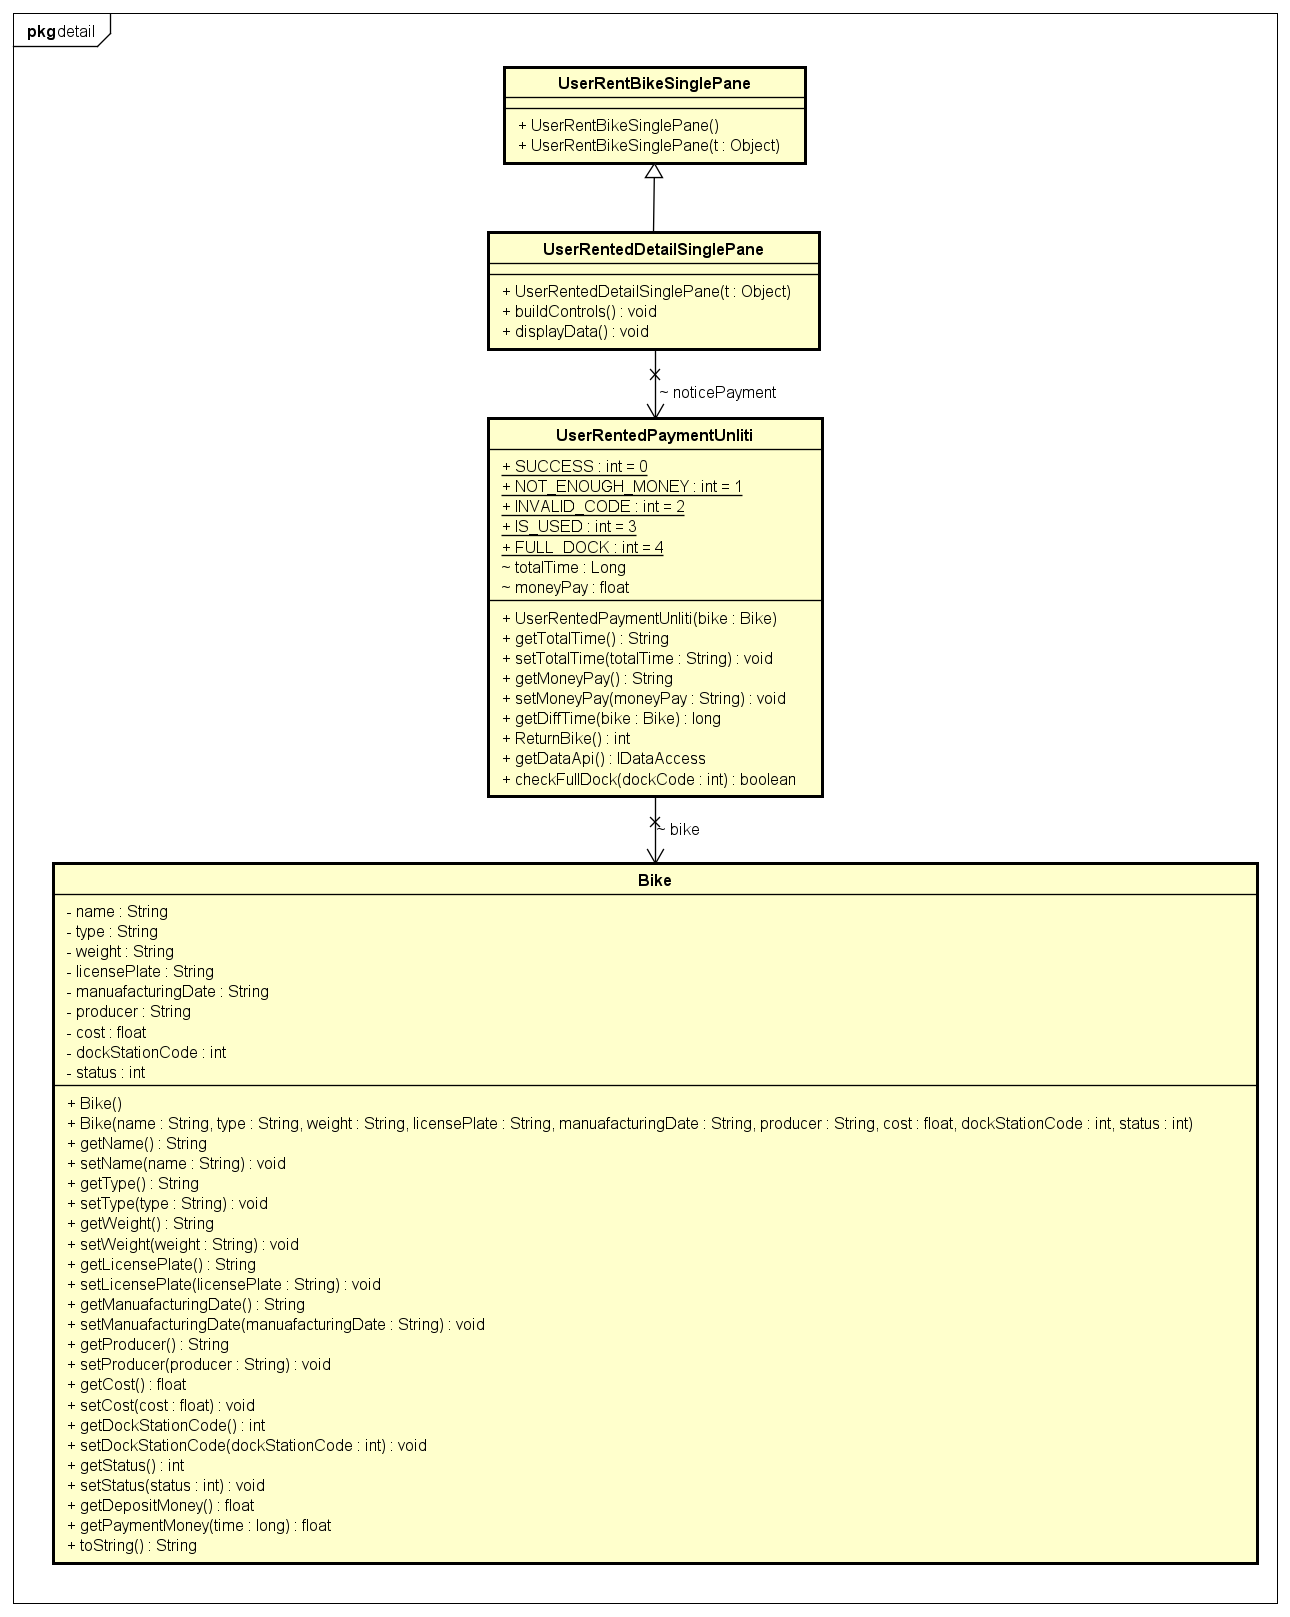 pkg detail
UserRentBikeSinglePane
+ UserRentBikeSinglePane()
+ UserRentBikeSinglePane(t : Object)
UserRentedDetailSinglePane
+ UserRentedDetailSinglePane(t : Object)
+ buildControls() : void
+ displayData() : void
~ noticePayment
UserRentedPaymentUnliti
+ SUCCESS : int = 0
+ NOT_ENOUGH_MONEY : int = 1
+ INVALID_CODE : int = 2
+ IS_USED : int = 3
+ FULL_DOCK : int = 4
~ totalTime : Long
~ moneyPay : float
+ UserRentedPaymentUnliti(bike : Bike)
+ getTotalTime() : String
+ setTotalTime(totalTime : String) : void
+ getMoneyPay() : String
+ setMoneyPay(moneyPay : String) : void
+ getDiffTime(bike : Bike) : long
+ ReturnBike() : int
+ getDataApi() : IDataAccess
+ checkFullDock(dockCode : int) : boolean
~ bike
Bike
- name : String
- type : String
- weight : String
- licensePlate : String
- manuafacturingDate : String
- producer : String
- cost : float
- dockStationCode : int
- status : int
+ Bike()
+ Bike(name : String, type : String, weight : String, licensePlate : String, manuafacturingDate : String, producer : String, cost : float, dockStationCode : int, status : int)
+ getName() : String
+ setName(name : String) : void
+ getType() : String
+ setType(type : String) : void
+ getWeight() : String
+ setWeight(weight : String) : void
+ getLicensePlate() : String
+ setLicensePlate(licensePlate : String) : void
+ getManuafacturingDate() : String
+ setManuafacturingDate(manuafacturingDate : String) : void
+ getProducer() : String
+ setProducer(producer : String) : void
+ getCost() : float
+ setCost(cost : float) : void
+ getDockStationCode() : int
+ setDockStationCode(dockStationCode : int) : void
+ getStatus() : int
+ setStatus(status : int) : void
+ getDepositMoney() : float
+ getPaymentMoney(time : long) : float
+ toString() : String